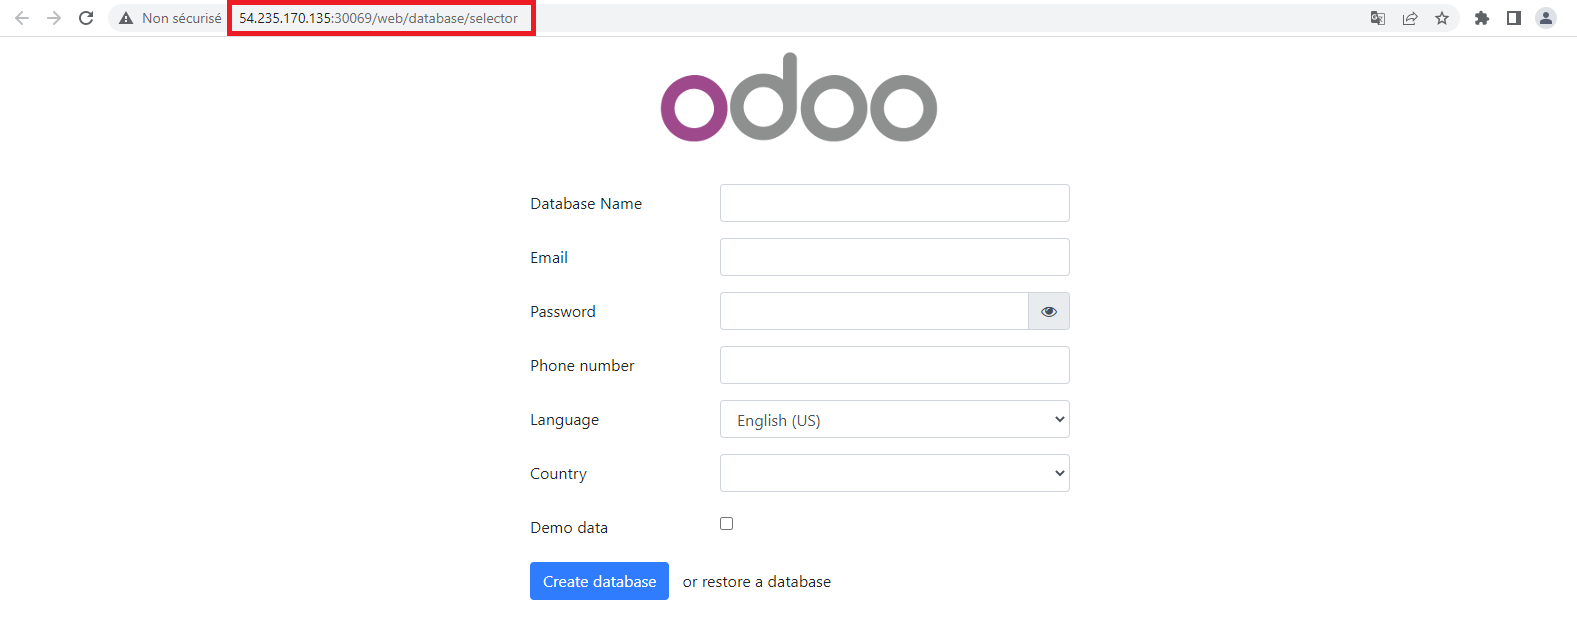 Non sécurisé 54.235.170.135:30069/web/database/selector
odoo
Database Name
Email
Password
Phone number
Language English (US)
Country
Demo data
Create database or restore a database